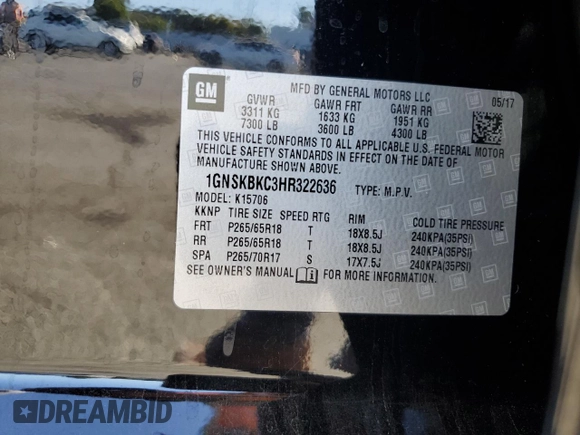 GM
MFD BY GENERAL MOTORS LLC 05/17
GVWR GAWR FRT GAWR RR
3311 KG 1633 KG 1951 KG
7300 LB 3600 LB 4300 LB
THIS VEHICLE CONFORMS TO ALL APPLICABLE U.S. FEDERAL MOTOR
VEHICLE SAFETY STANDARDS IN EFFECT ON THE DATE OF
MANUFACTURE SHOWN ABOVE.
1GNSKBKC3HR322636 TYPE: M.P.V.
MODEL: K15706
KKNP TIRE SIZE SPEED RTG RIM COLD TIRE PRESSURE
FRT P265/65R18 T 18X8.5J 240KPA(35PSI)
RR P265/65R18 T 18X8.5J 240KPA(35PSI)
SPA P265/70R17 S 17X7.5J 240KPA(35PSI)
SEE OWNER'S MANUAL i FOR MORE INFORMATION.
DREAMBID